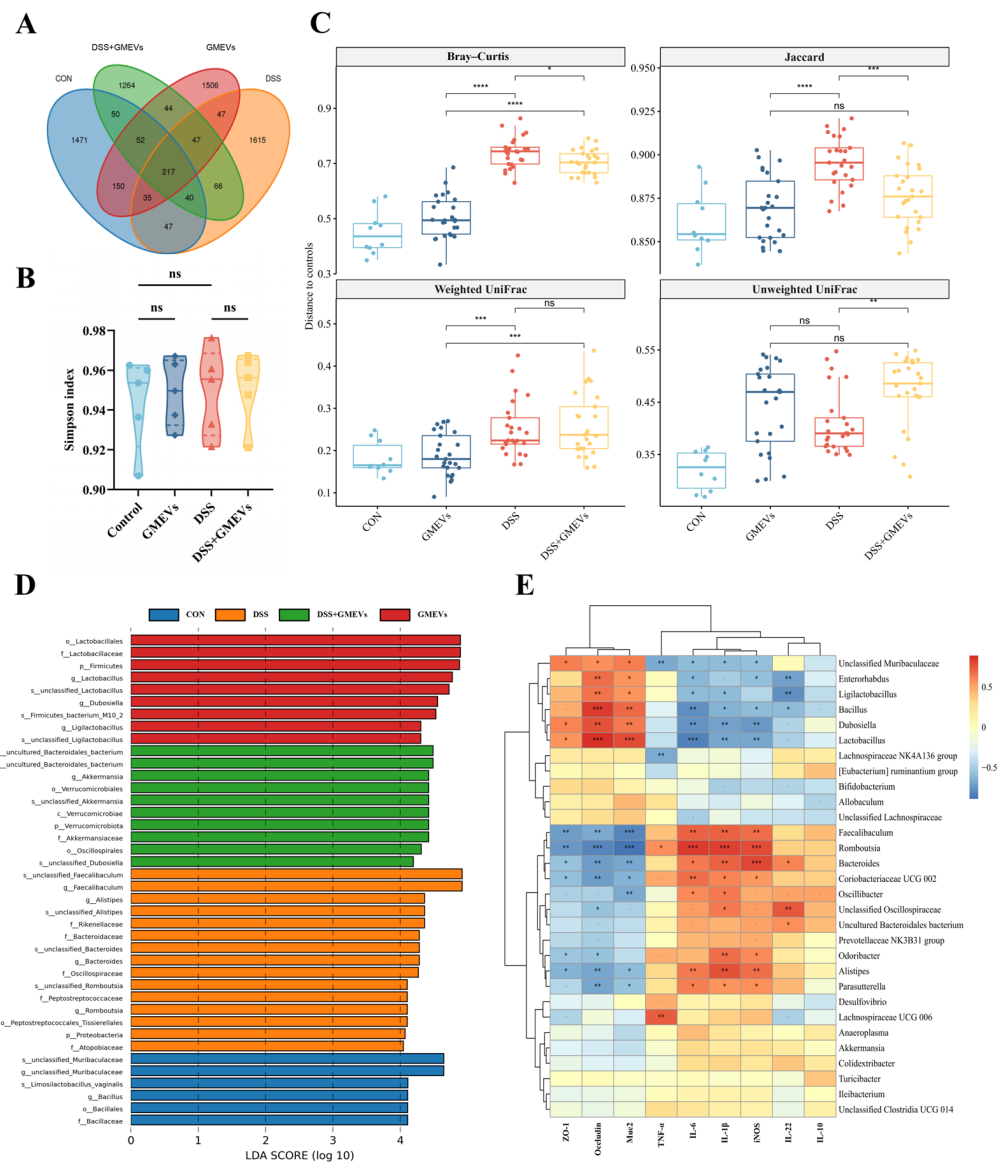 A
DSS+GMEVs
GMEVs
CON
DSS
1264
1506
50
44
47
1471
52
47
1615
217
150
66
35
40
47
B
ns
ns
ns
Simpson index
0.98
0.96
0.94
0.92
0.90
Control
GMEVs
DSS
DSS+GMEVs
C
Distance to controls
Bray–Curtis
*
****
****
0.9
0.7
0.5
0.3
Jaccard
***
****
ns
0.950
0.925
0.900
0.875
0.850
Weighted UniFrac
ns
***
***
0.5
0.4
0.3
0.2
0.1
CON
GMEVs
DSS
DSS+GMEVs
Unweighted UniFrac
**
ns
ns
0.55
0.45
0.35
CON
GMEVs
DSS
DSS+GMEVs
D
CON
DSS
DSS+GMEVs
GMEVs
o__Lactobacillales
f__Lactobacillaceae
p__Firmicutes
g__Lactobacillus
s__unclassified_Lactobacillus
g__Dubosiella
s__Firmicutes_bacterium_M10_2
g__Ligilactobacillus
s__unclassified_Ligilactobacillus
__uncultured_Bacteroidales_bacterium
__uncultured_Bacteroidales_bacterium
g__Akkermansia
o__Verrucomicrobiales
s__unclassified_Akkermansia
c__Verrucomicrobiae
p__Verrucomicrobiota
f__Akkermansiaceae
o__Oscillospirales
s__unclassified_Dubosiella
s__unclassified_Faecalibaculum
g__Faecalibaculum
g__Alistipes
s__unclassified_Alistipes
f__Rikenellaceae
f__Bacteroidaceae
s__unclassified_Bacteroides
g__Bacteroides
f__Oscillospiraceae
s__unclassified_Romboutsia
f__Peptostreptococcaceae
g__Romboutsia
o__Peptostreptococcales_Tissierellales
p__Proteobacteria
f__Atopobiaceae
s__unclassified_Muribaculaceae
g__unclassified_Muribaculaceae
s__Limosilactobacillus_vaginalis
g__Bacillus
o__Bacillales
f__Bacillaceae
0 1 2 3 4
LDA SCORE (log 10)
E
Unclassified Muribaculaceae
Enterorhabdus
Ligilactobacillus
Bacillus
Dubosiella
Lactobacillus
Lachnospiraceae NK4A136 group
[Eubacterium] ruminantium group
Bifidobacterium
Allobaculum
Unclassified Lachnospiraceae
Faecalibaculum
Romboutsia
Bacteroides
Coriobacteriaceae UCG 002
Oscillibacter
Unclassified Oscillospiraceae
Uncultured Bacteroidales bacterium
Prevotellaceae NK3B31 group
Odoribacter
Alistipes
Parasutterella
Desulfovibrio
Lachnospiraceae UCG 006
Anaeroplasma
Akkermansia
Colidextribacter
Turicibacter
Ileibacterium
Unclassified Clostridia UCG 014
ZO-1
Occludin
Muc2
TNF-α
IL-6
IL-1β
iNOS
IL-22
IL-10
0.5
0
−0.5